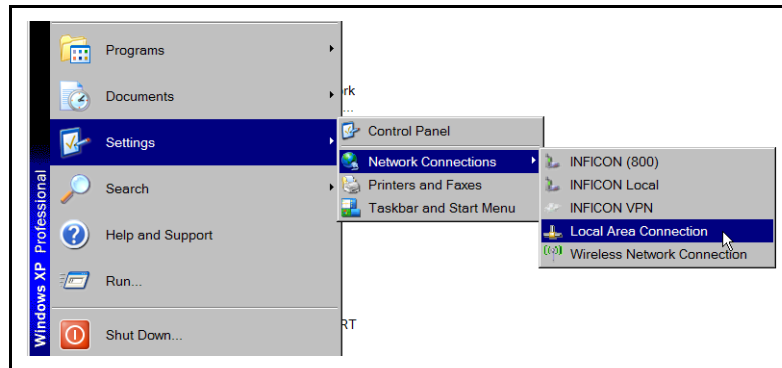 Windows XP Professional
Programs
Documents
Settings
Search
Help and Support
Run...
Shut Down...
Control Panel
Network Connections
Printers and Faxes
Taskbar and Start Menu
INFICON (800)
INFICON Local
INFICON VPN
Local Area Connection
Wireless Network Connection